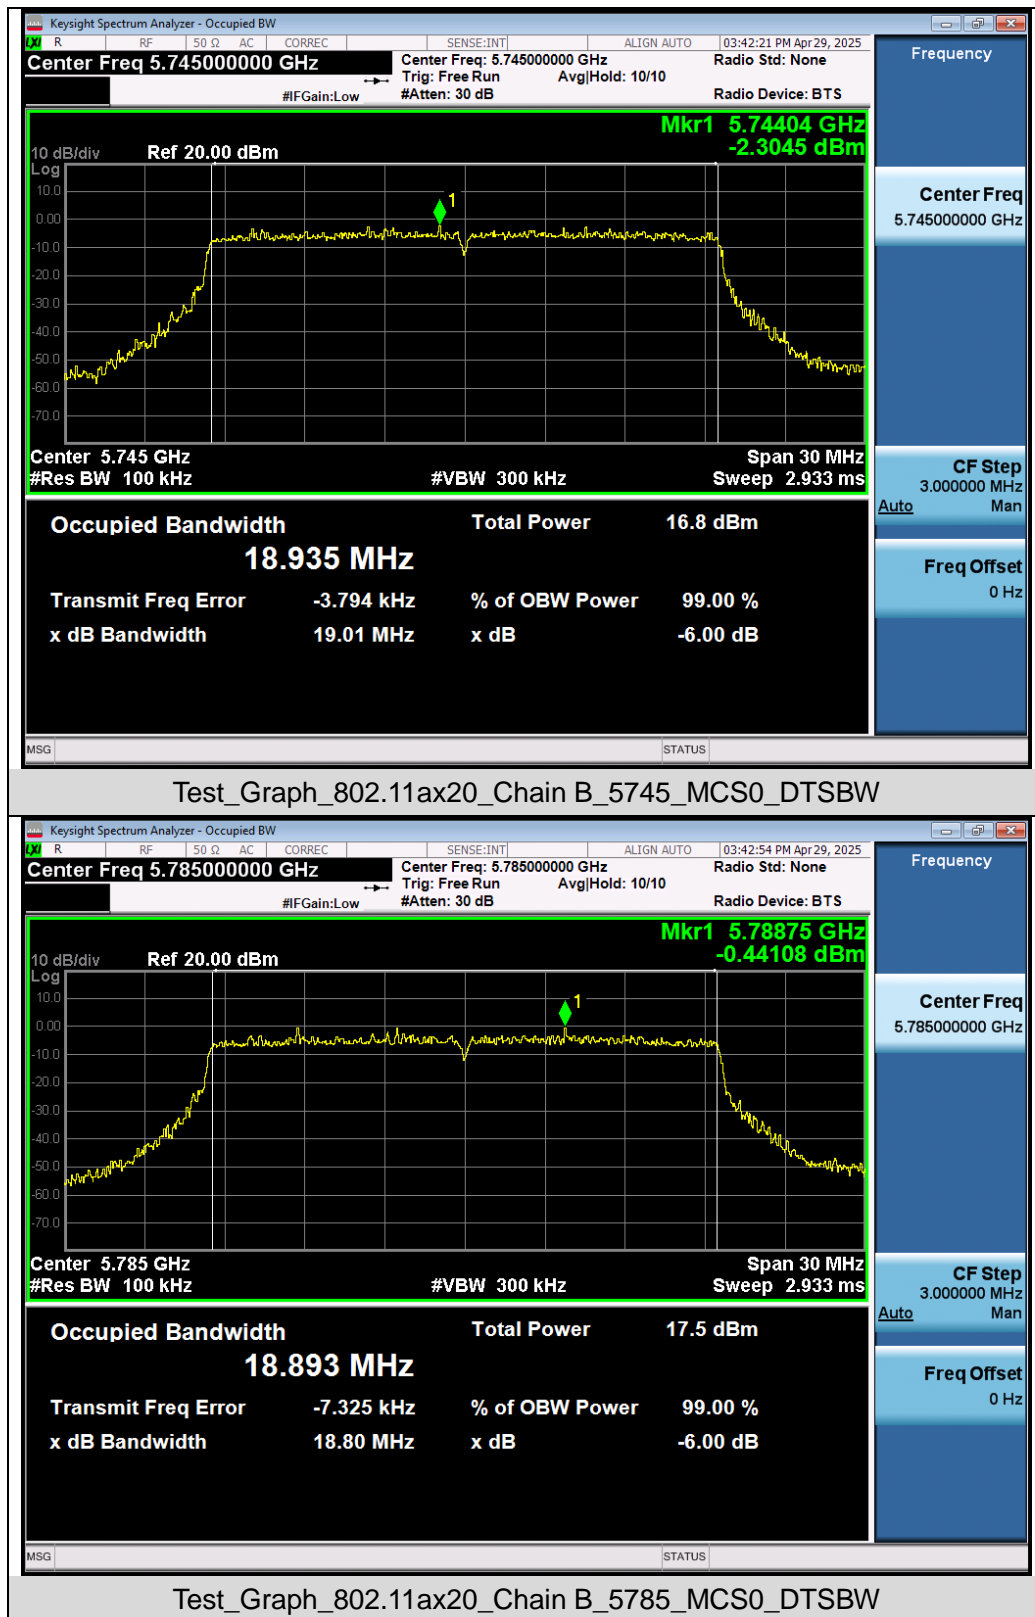 Keysight Spectrum Analyzer - Occupied BW
LXI R RF 50 Ω AC CORREC SENSE:INT ALIGN AUTO 03:42:21 PM Apr 29, 2025
Center Freq 5.745000000 GHz Center Freq: 5.745000000 GHz Radio Std: None Frequency
Trig: Free Run Avg|Hold: 10/10
#IFGain:Low #Atten: 30 dB Radio Device: BTS
Mkr1 5.74404 GHz
10 dB/div Ref 20.00 dBm -2.3045 dBm
Log
10.0
0.00
-10.0
-20.0
-30.0
-40.0
-50.0
-60.0
-70.0
1
Center Freq
5.745000000 GHz
Center 5.745 GHz Span 30 MHz
#Res BW 100 kHz #VBW 300 kHz Sweep 2.933 ms
CF Step
3.000000 MHz
Auto Man
Occupied Bandwidth Total Power 16.8 dBm
18.935 MHz
Transmit Freq Error -3.794 kHz % of OBW Power 99.00 %
x dB Bandwidth 19.01 MHz x dB -6.00 dB
Freq Offset
0 Hz
MSG STATUS
Test_Graph_802.11ax20_Chain B_5745_MCS0_DTSBW
Keysight Spectrum Analyzer - Occupied BW
LXI R RF 50 Ω AC CORREC SENSE:INT ALIGN AUTO 03:42:54 PM Apr 29, 2025
Center Freq 5.785000000 GHz Center Freq: 5.785000000 GHz Radio Std: None Frequency
Trig: Free Run Avg|Hold: 10/10
#IFGain:Low #Atten: 30 dB Radio Device: BTS
Mkr1 5.78875 GHz
10 dB/div Ref 20.00 dBm -0.44108 dBm
Log
10.0
0.00
-10.0
-20.0
-30.0
-40.0
-50.0
-60.0
-70.0
1
Center Freq
5.785000000 GHz
Center 5.785 GHz Span 30 MHz
#Res BW 100 kHz #VBW 300 kHz Sweep 2.933 ms
CF Step
3.000000 MHz
Auto Man
Occupied Bandwidth Total Power 17.5 dBm
18.893 MHz
Transmit Freq Error -7.325 kHz % of OBW Power 99.00 %
x dB Bandwidth 18.80 MHz x dB -6.00 dB
Freq Offset
0 Hz
MSG STATUS
Test_Graph_802.11ax20_Chain B_5785_MCS0_DTSBW